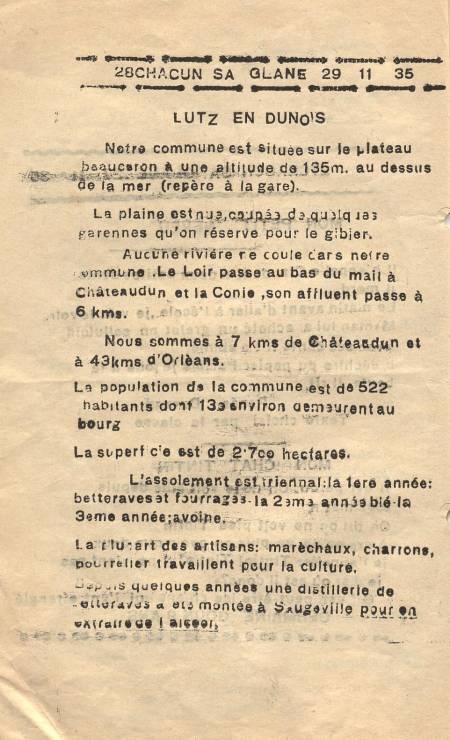 28CHACUN SA GLANE 29 11 35
LUTZ EN DUNOIS
Notre commune est située sur le plateau
beauceron à une altitude de 135m. au dessus
de la mer (repère à la gare).
La plaine est nue,coupée de quelques
garennes qu'on réserve pour le gibier.
Aucune riviére ne coule dans notre
commune .Le Loir passe au bas du mail à
Châteaudun et la Conie ,son affluent passe à
6 kms.
Nous sommes à 7 kms de Châteaudun et
à 43kms d'Orlèans.
La population de la commune est de 522
habitants dont environ demeurent au
bourg
La superficie est de 2.700 hectares.
L'assolement est triennal:la 1ere année:
betteraves et fourrages-la 2eme année blé-la
3eme année;avoine.
La plupart des artisans: marèchaux, charrons,
bourrelier travaillent pour la culture.
Depuis quelques années une distillerie de
betteraves a été montée à Saugeville pour en
extraire de l'alcool.